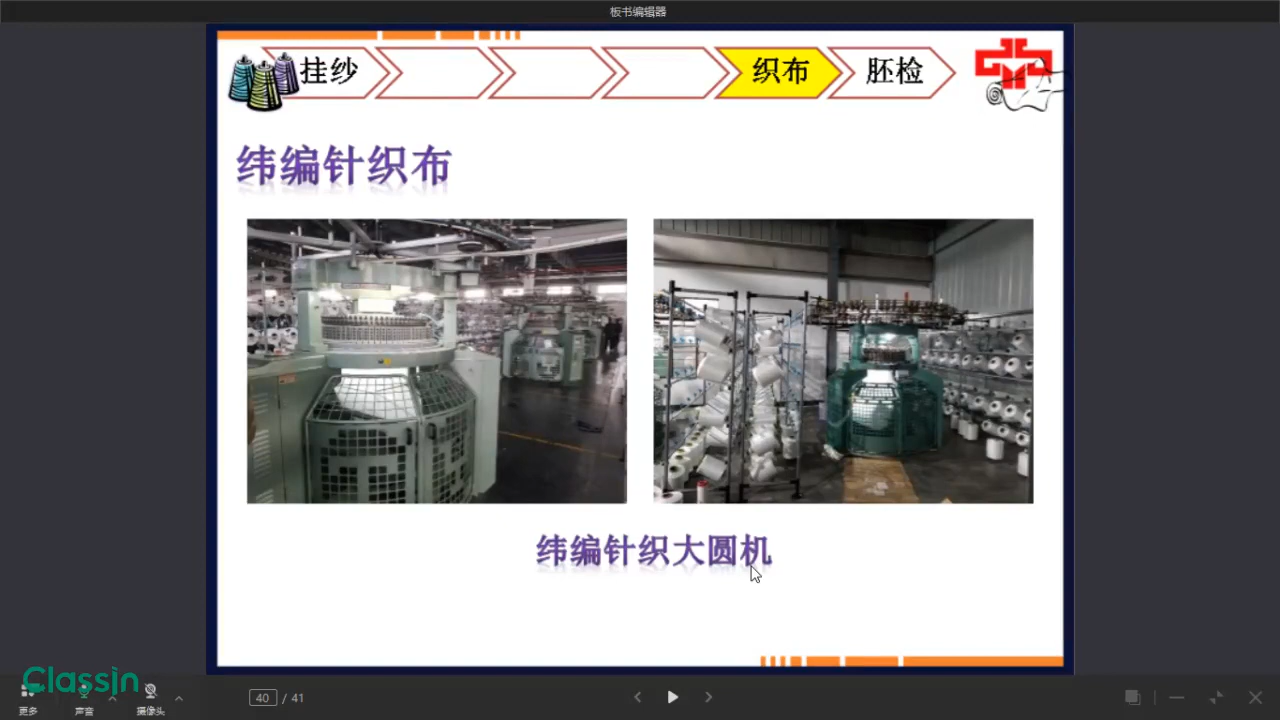 板书编辑器
挂纱
织布
胚检
纬编针织布
纬编针织大圆机
ClassIn
更多
声音
摄像头
40 / 41